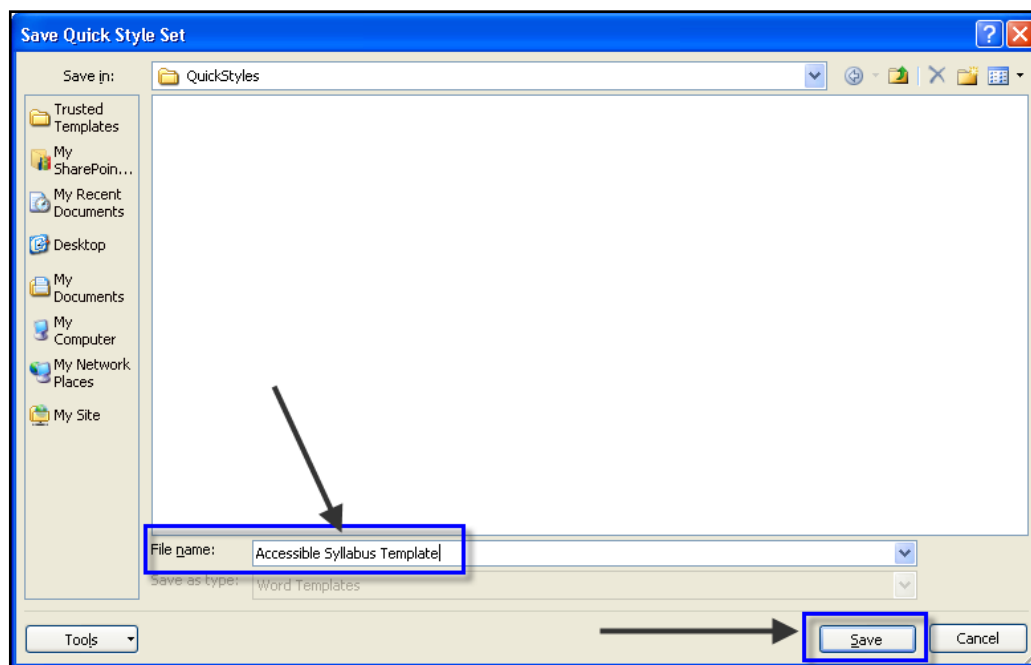 Save Quick Style Set
Save in:
QuickStyles
Trusted
Templates
My
SharePoin...
My Recent
Documents
Desktop
My
Documents
My
Computer
My Network
Places
My Site
File name:
Accessible Syllabus Template
Save as type:
Word Templates
Tools
Save
Cancel